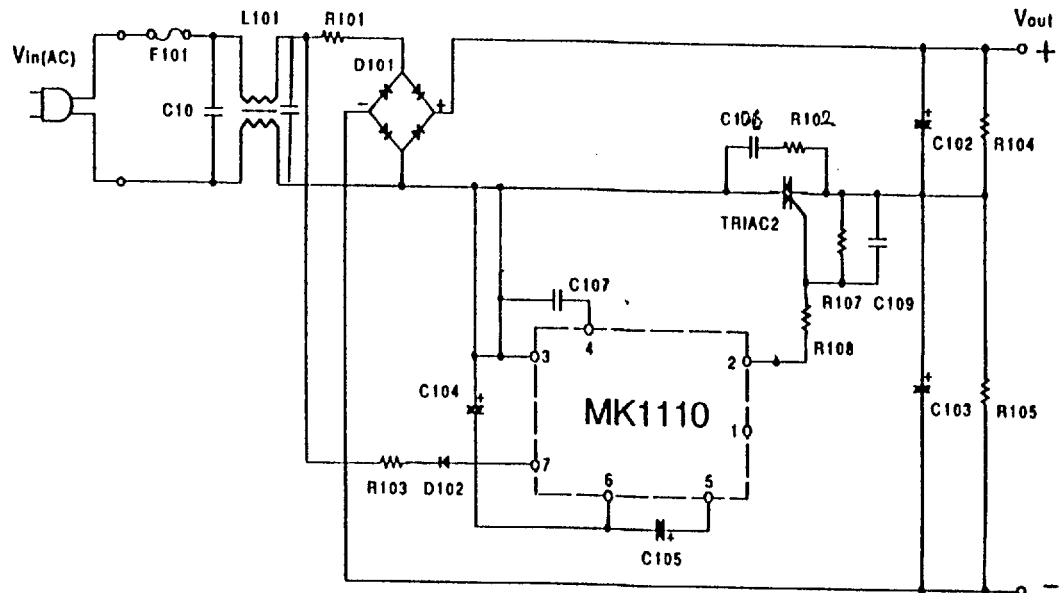 L101
R101
Vout
+
Vin(AC)
F101
D101
-
+
C10
C106
R102
+
C102
R104
TRIAC2
C107
R107
C109
3
4
2
R108
C104
+
MK1110
1
+
C103
R105
7
R103
D102
6
5
+
C105
-